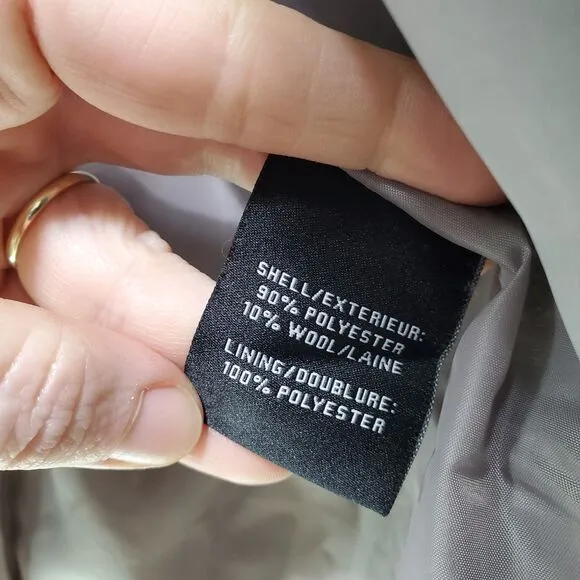 SHELL/EXTERIEUR:
90% POLYESTER
10% WOOL/LAINE
LINING/DOUBLURE:
100% POLYESTER